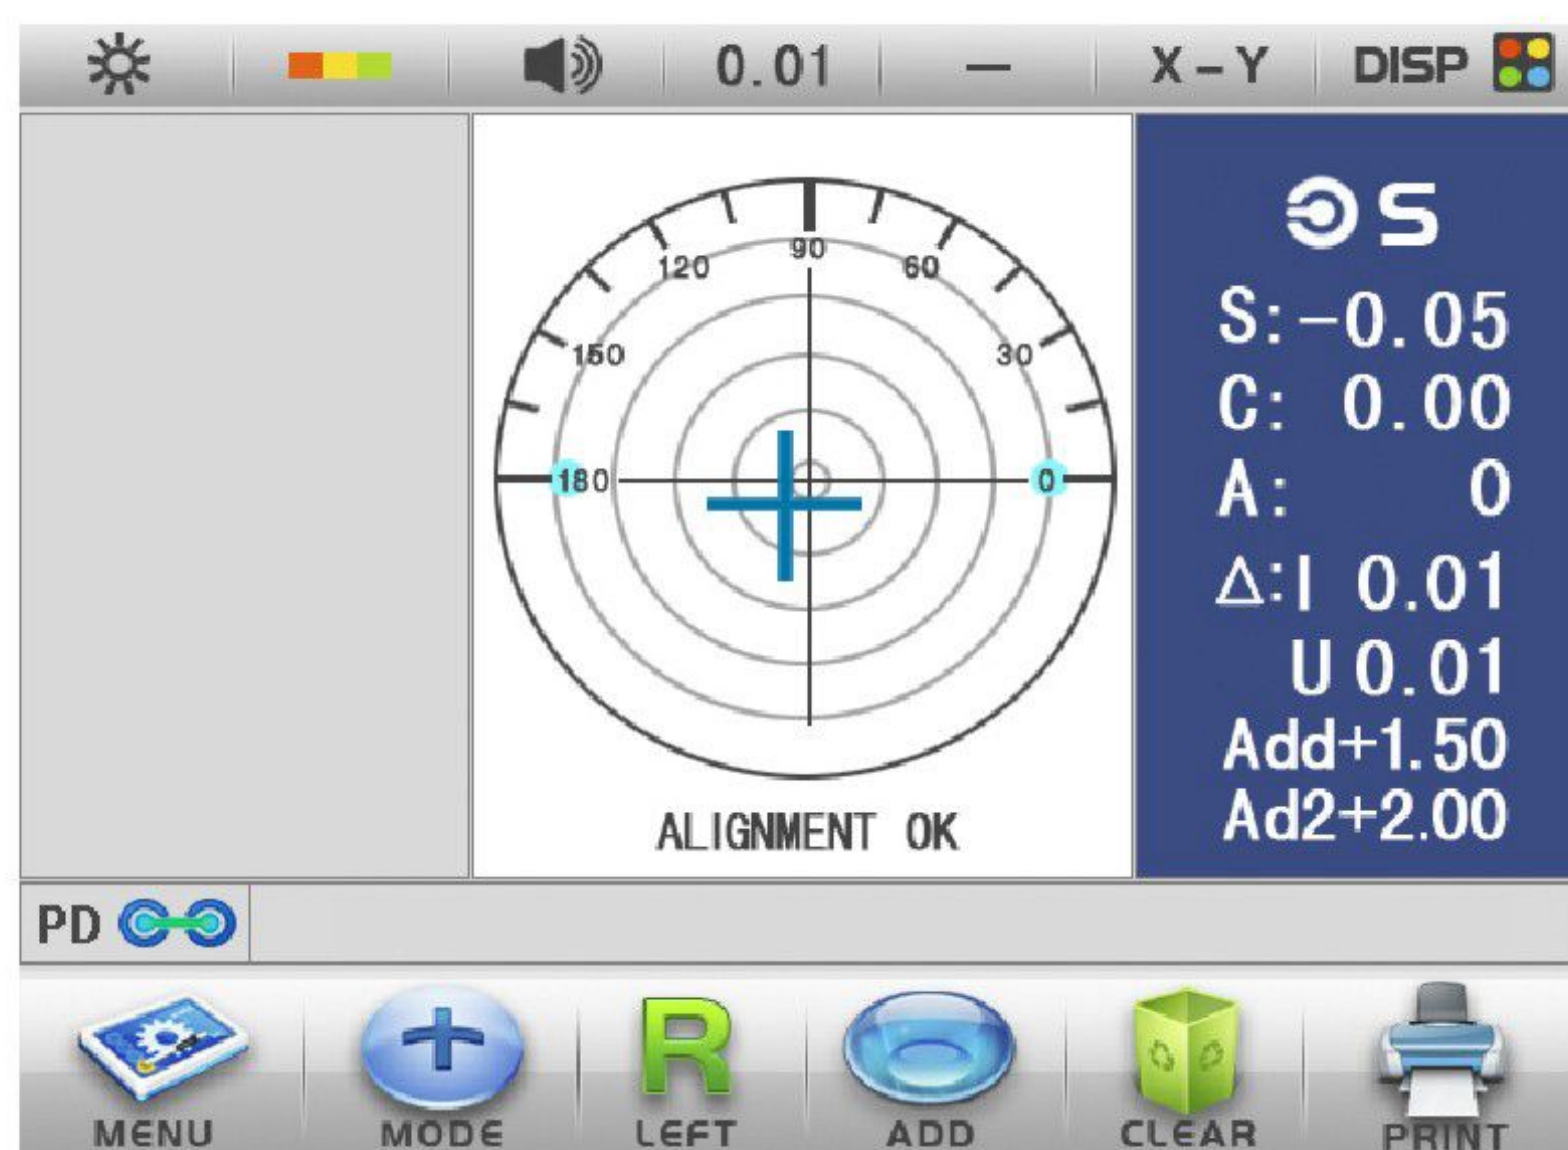 0.01 — X-Y DISP
S
S:-0.05
C: 0.00
A: 0
Δ:I 0.01
U 0.01
Add+1.50
Ad2+2.00
90
120 60
150 30
180 0
ALIGNMENT OK
PD
R
MENU MODE LEFT ADD CLEAR PRINT